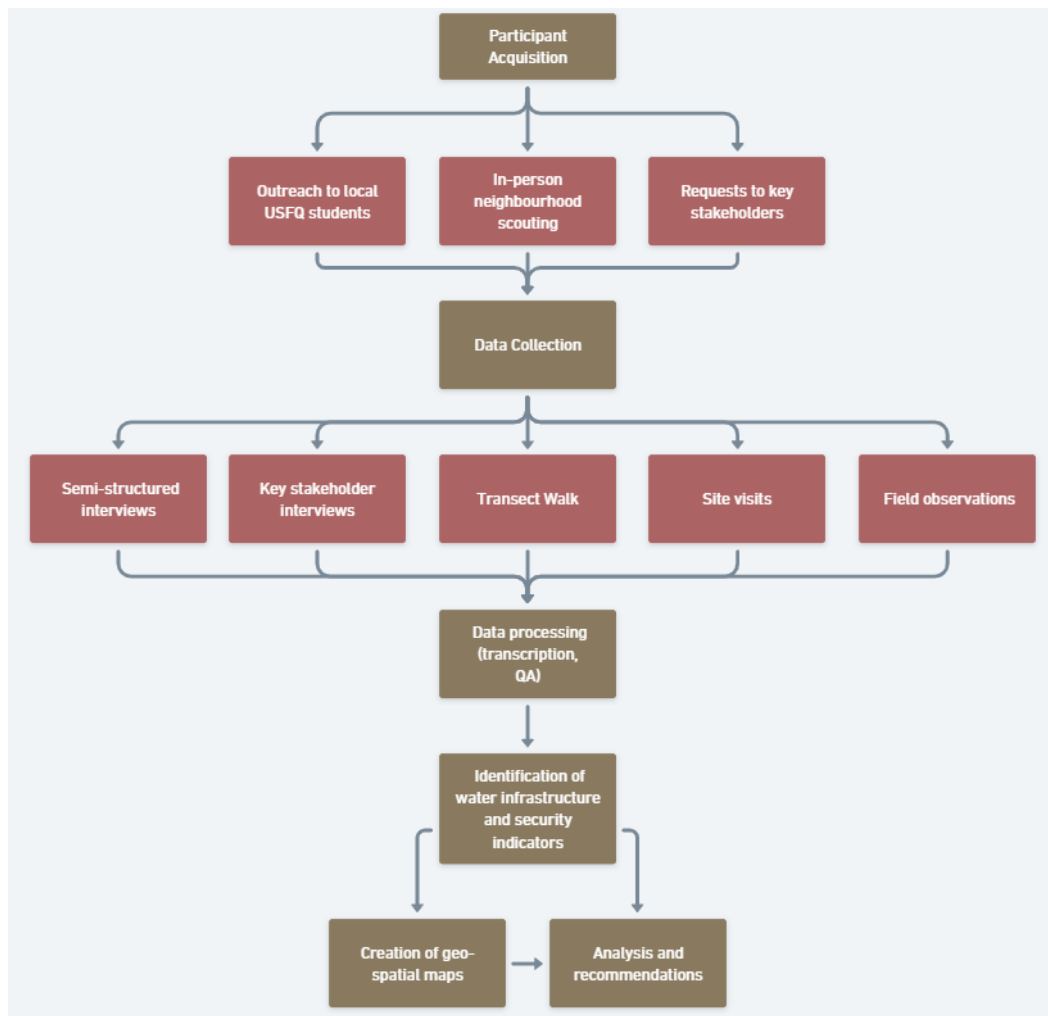 Participant
Acquisition
Outreach to local
USFQ students
In-person
neighbourhood
scouting
Requests to key
stakeholders
Data Collection
Semi-structured
interviews
Key stakeholder
interviews
Transect Walk
Site visits
Field observations
Data processing
(transcription,
QA)
Identification of
water infrastructure
and security
indicators
Creation of geo-
spatial maps
Analysis and
recommendations